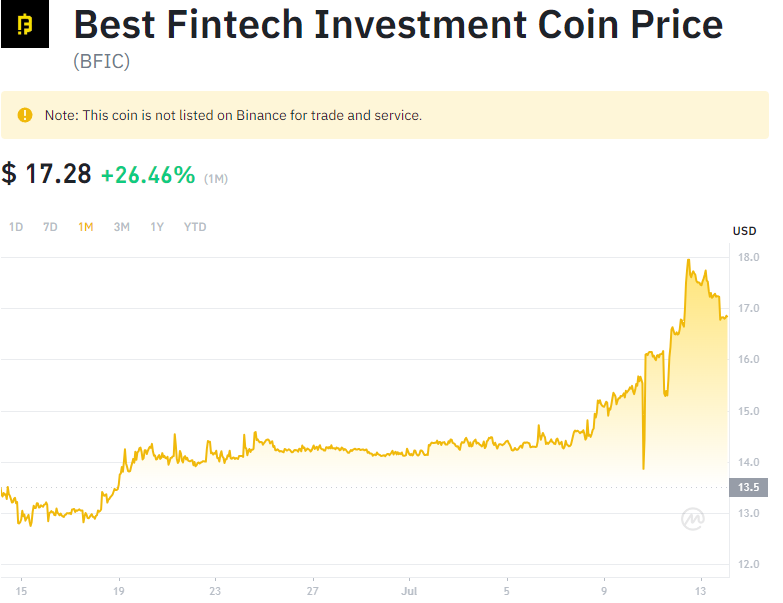 Best Fintech Investment Coin Price
(BFIC)
Note: This coin is not listed on Binance for trade and service.
$ 17.28 +26.46% (1M)
1D 7D 1M 3M 1Y YTD
USD
18.0
17.0
16.0
15.0
14.0
13.5
13.0
12.0
15 19 23 27 Jul 5 9 13